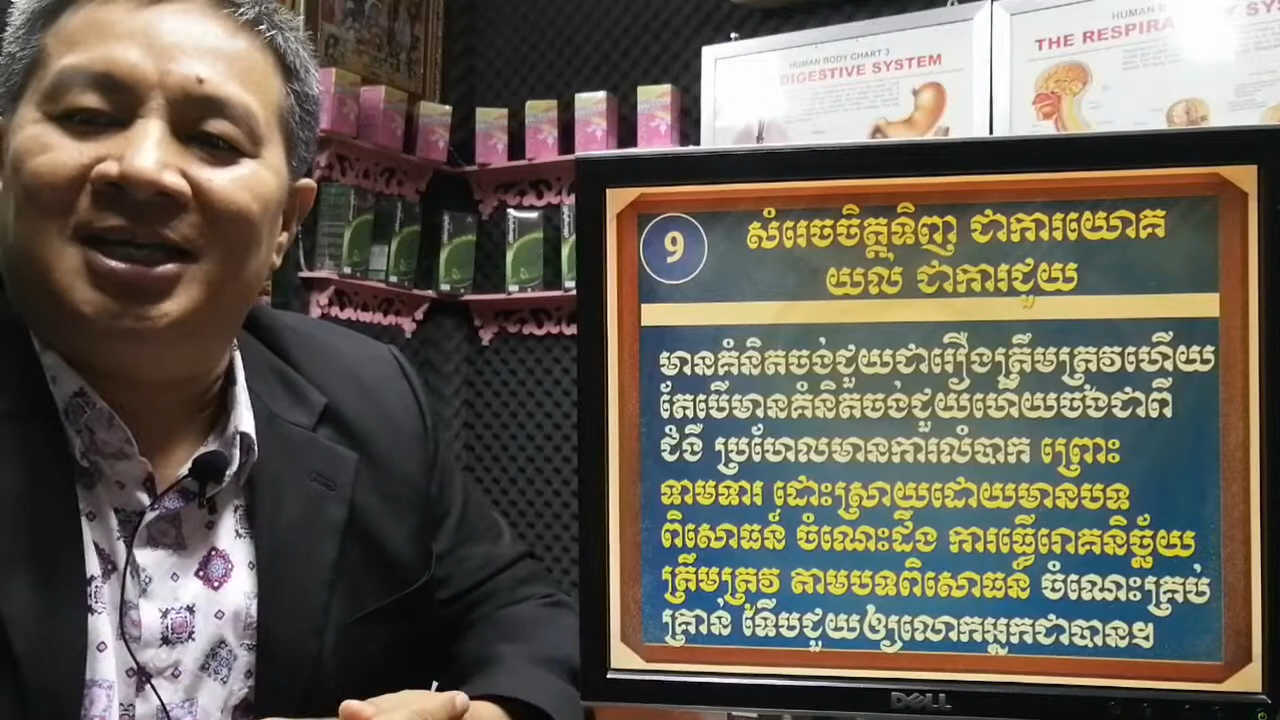 HUMAN BODY CHART 3
DIGESTIVE SYSTEM
HUMAN B
THE RESPIRA Y SYS
9
សំរេចចិត្តទិញ ជាការយោគ
យល់ ជាការជួយ
មានគំនិតចង់ជួយជារឿងត្រឹមត្រូវហើយ
តែបើមានគំនិតចង់ជួយហើយចង់ជាពី
ជំងឺ ប្រហែលមានការលំបាក ព្រោះ
ទាមទារ ដោះស្រាយដោយមានបទ
ពិសោធន៍ ចំណេះដឹង ការធ្វើរោគវិនិច្ឆ័យ
ត្រឹមត្រូវ តាមបទពិសោធន៍ ចំណេះគ្រប់
គ្រាន់ ទើបជួយឲ្យលោកអ្នកជាបាន។
DELL